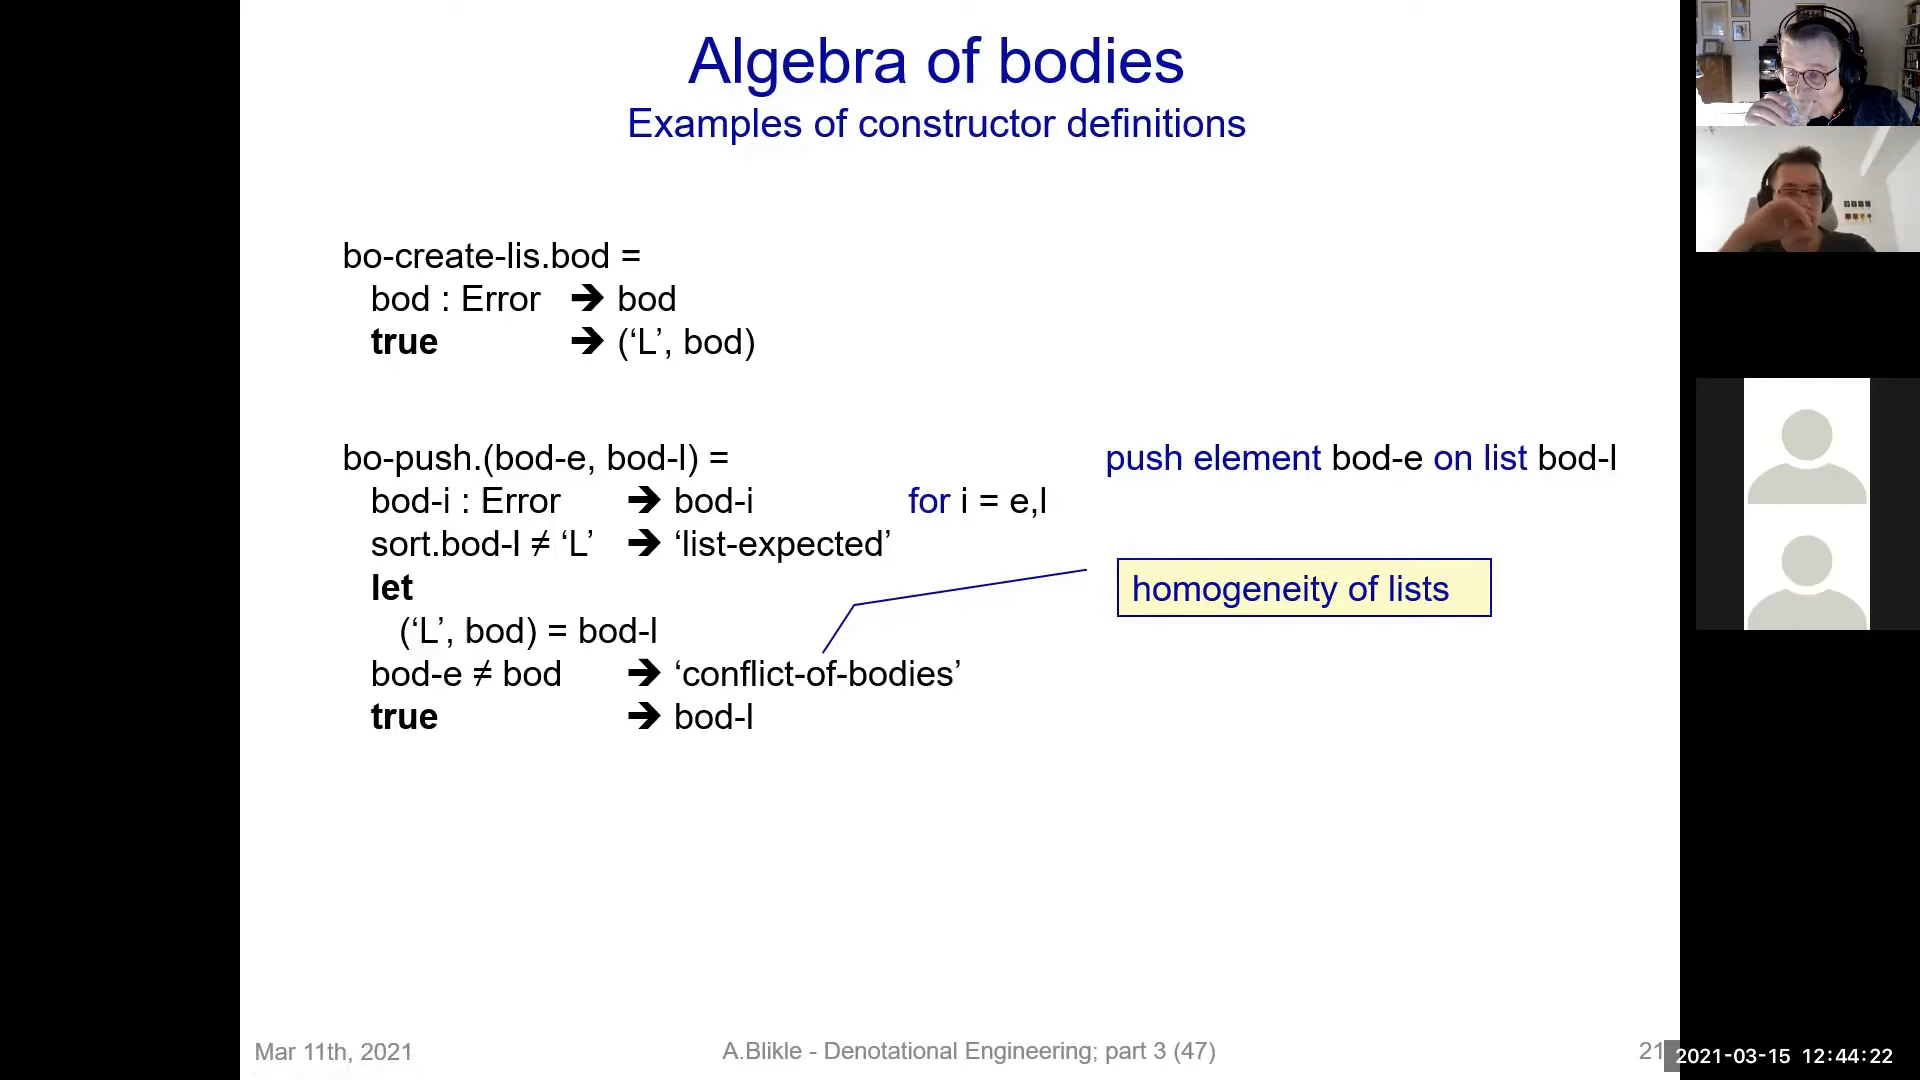 Algebra of bodies
Examples of constructor definitions
bo-create-lis.bod =
bod : Error ➔ bod
true ➔ (‘L’, bod)
bo-push.(bod-e, bod-l) = push element bod-e on list bod-l
bod-i : Error ➔ bod-i for i = e,l
sort.bod-l ≠ ‘L’ ➔ ‘list-expected’
let
(‘L’, bod) = bod-l
homogeneity of lists
bod-e ≠ bod ➔ ‘conflict-of-bodies’
true ➔ bod-l
Mar 11th, 2021
A.Blikle - Denotational Engineering; part 3 (47)
21
2021-03-15 12:44:22